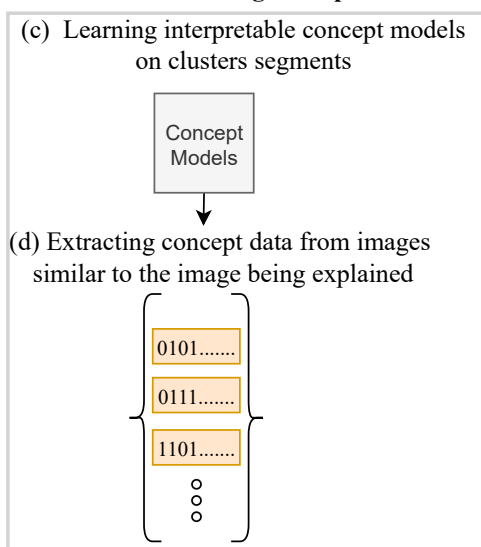 (c) Learning interpretable concept models
on clusters segments
Concept
Models
(d) Extracting concept data from images
similar to the image being explained
0101.......
0111.......
1101.......